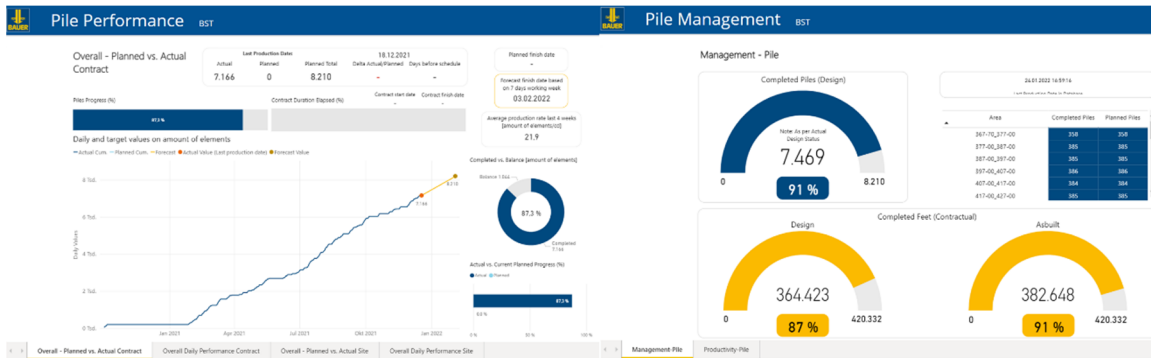 BAUER
Pile Performance BST
Overall - Planned vs. Actual
Contract
Last Production Date: 18.12.2021
Actual Planned Planned Total Delta Actual/Planned Days before schedule
7.166 0 8.210 - -
Planned finish date
-
Forecast finish date based
on 7 days working week
03.02.2022
Average production rate last 4 weeks
[amount of elements/cd]
21,9
Piles Progress (%)
87,3 %
Contract Duration Elapsed (%)
Contract start date Contract finish date
- -
Daily and target values on amount of elements
Actual Cum. Planned Cum. Forecast Actual Value (Last production date) Forecast Value
Daily Values
8 Tsd.
6 Tsd.
4 Tsd.
2 Tsd.
0 Tsd.
8.210
7.166
Jan 2021 Apr 2021 Jul 2021 Okt 2021 Jan 2022
Completed vs. Balance [amount of elements]
Balance 1.044
87.3 %
Completed
7.166
Actual vs. Current Planned Progress (%)
Actual Planned
87,3 %
0,0 %
0 % 50 % 100 %
Overall - Planned vs. Actual Contract Overall Daily Performance Contract Overall - Planned vs. Actual Site Overall Daily Performance Site
BAUER
Pile Management BST
Management - Pile
Completed Piles (Design)
Note: As per Actual
Design Status
7.469
0 8.210
91 %
26.01.2022 16:59:16
Area Completed Piles Planned Piles
367-70_377-00 358 358
377-00_387-00 385 385
387-00_397-00 385 385
397-00_407-00 386 386
407-00_417-00 384 384
417-00_427-00 385 385
Completed Feet (Contractual)
Design
364.423
0 420.332
87 %
Asbuilt
382.648
0 420.332
91 %
Management-Pile Productivity-Pile